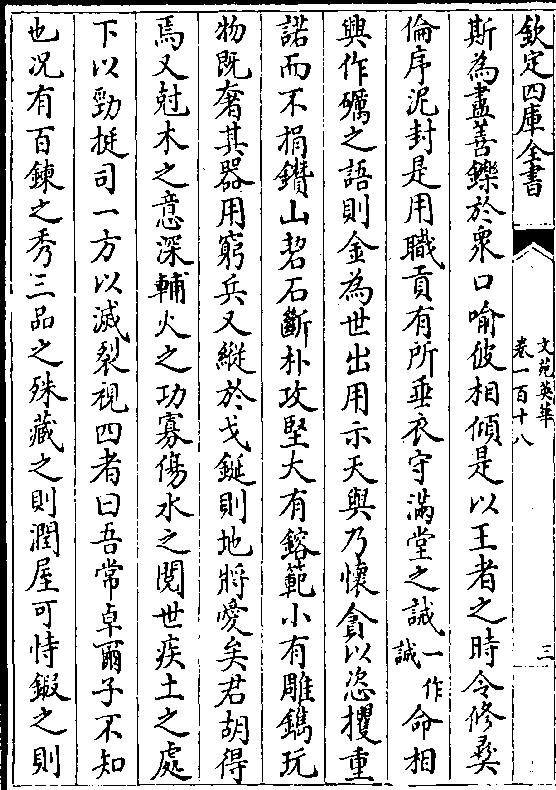 欽定四庫全書
文苑英華
卷一百十八
三
斯為盡善鑠於衆口喻彼相傾是以王者之時令修彛
倫序泥封是用職貢有所垂衣守滿堂之誡一作誠命相
興作礪之語則金為世出用示天與乃懷貪以恣攫重
諾而不捐鑽山㓞石斷朴攻堅大有鎔範小有雕鐫玩
物既奢其器用窮兵又縱於戈鋋則地將愛矣君胡得
焉又尅木之意深輔火之功寡傷水之閱世疾土之處
下以勁挺司一方以滅裂視四者曰吾常卓爾子不知
也况有百鍊之秀三品之殊藏之則潤屋可恃鍜之則